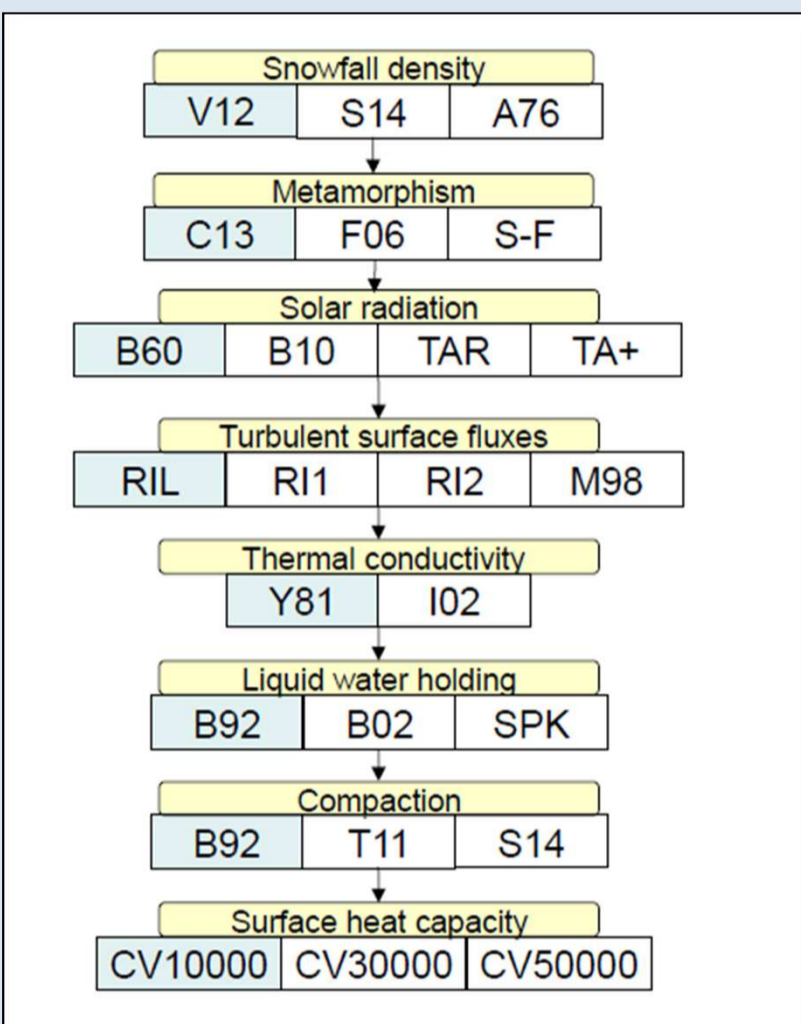 Snowfall density
V12 S14 A76
Metamorphism
C13 F06 S-F
Solar radiation
B60 B10 TAR TA+
Turbulent surface fluxes
RIL RI1 RI2 M98
Thermal conductivity
Y81 I02
Liquid water holding
B92 B02 SPK
Compaction
B92 T11 S14
Surface heat capacity
CV10000 CV30000 CV50000